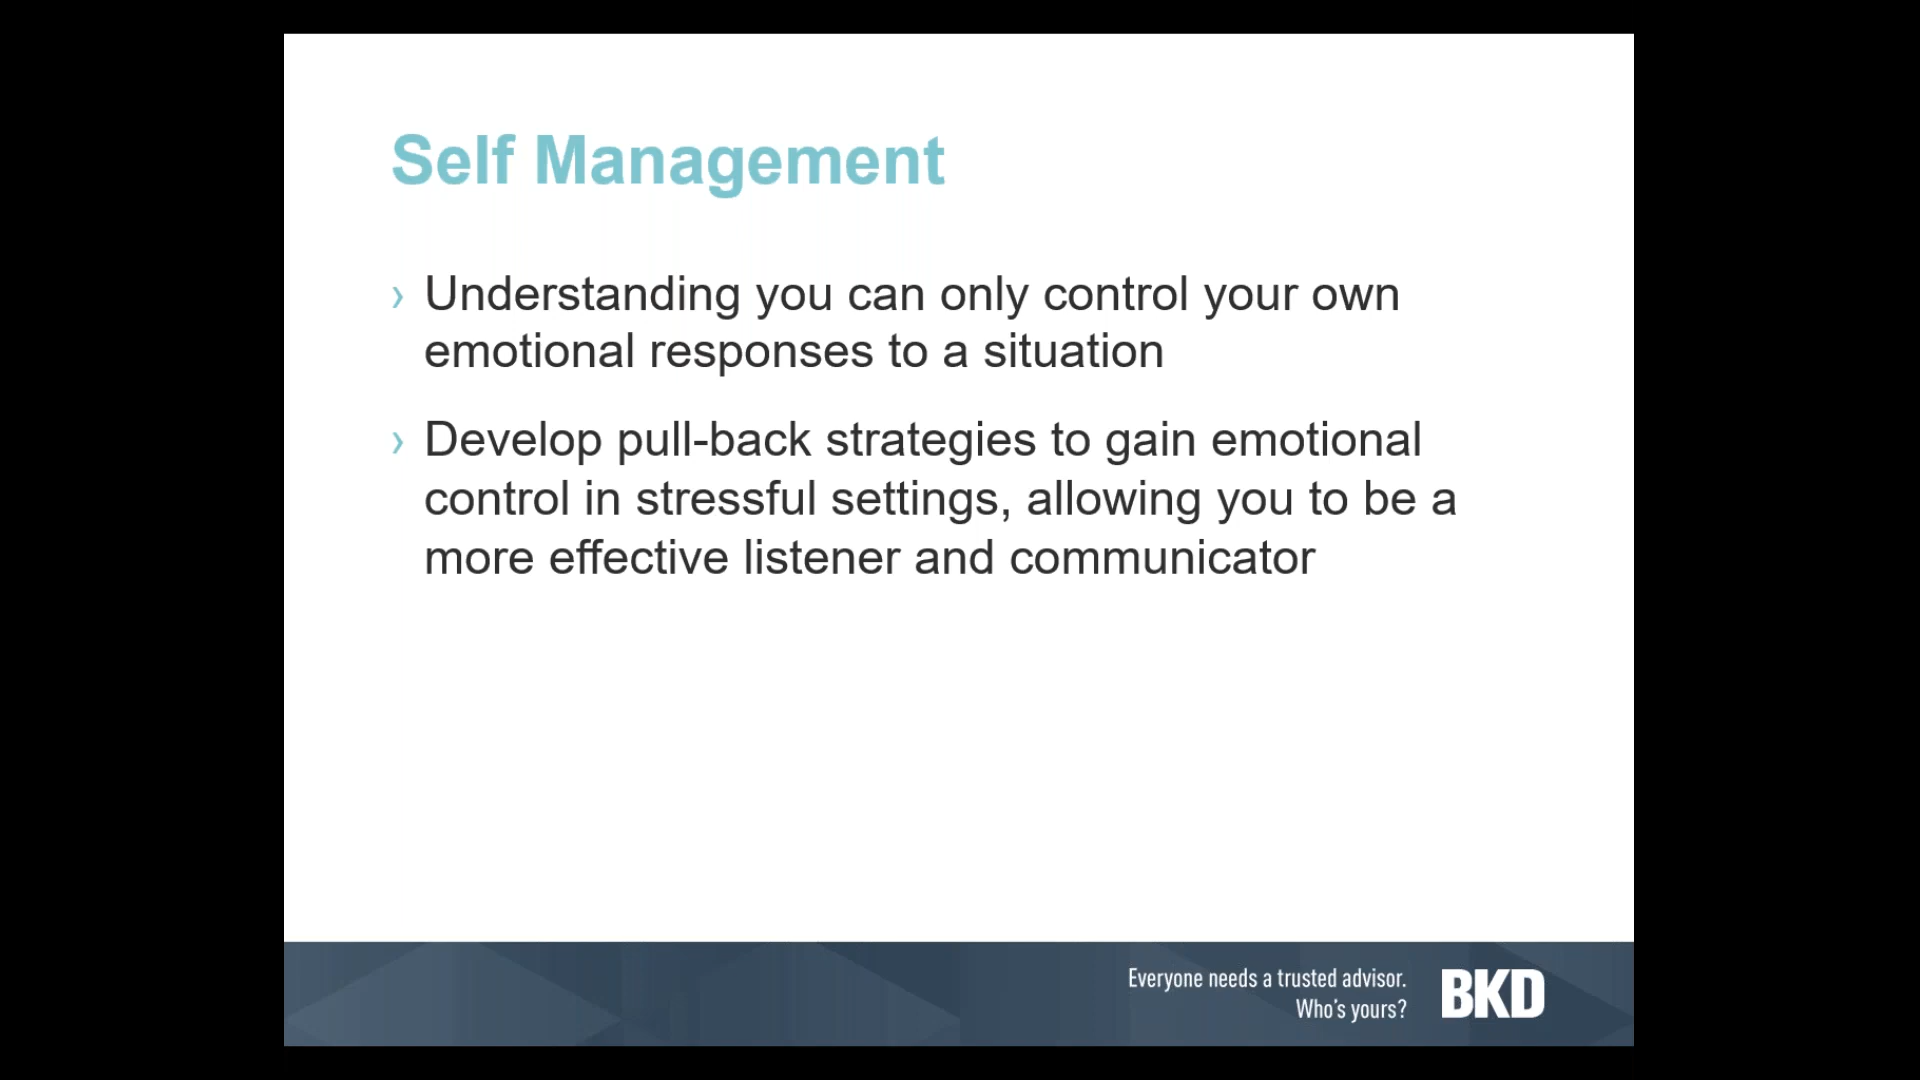 Self Management
› Understanding you can only control your own
emotional responses to a situation
› Develop pull-back strategies to gain emotional
control in stressful settings, allowing you to be a
more effective listener and communicator
Everyone needs a trusted advisor.
Who's yours?
BKD